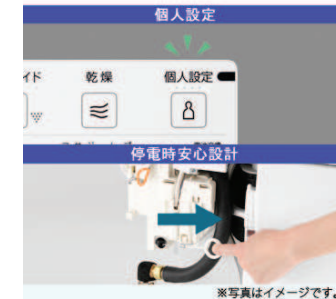 個人設定
イド
乾燥
個人設定
停電時安心設計
※写真はイメージです。